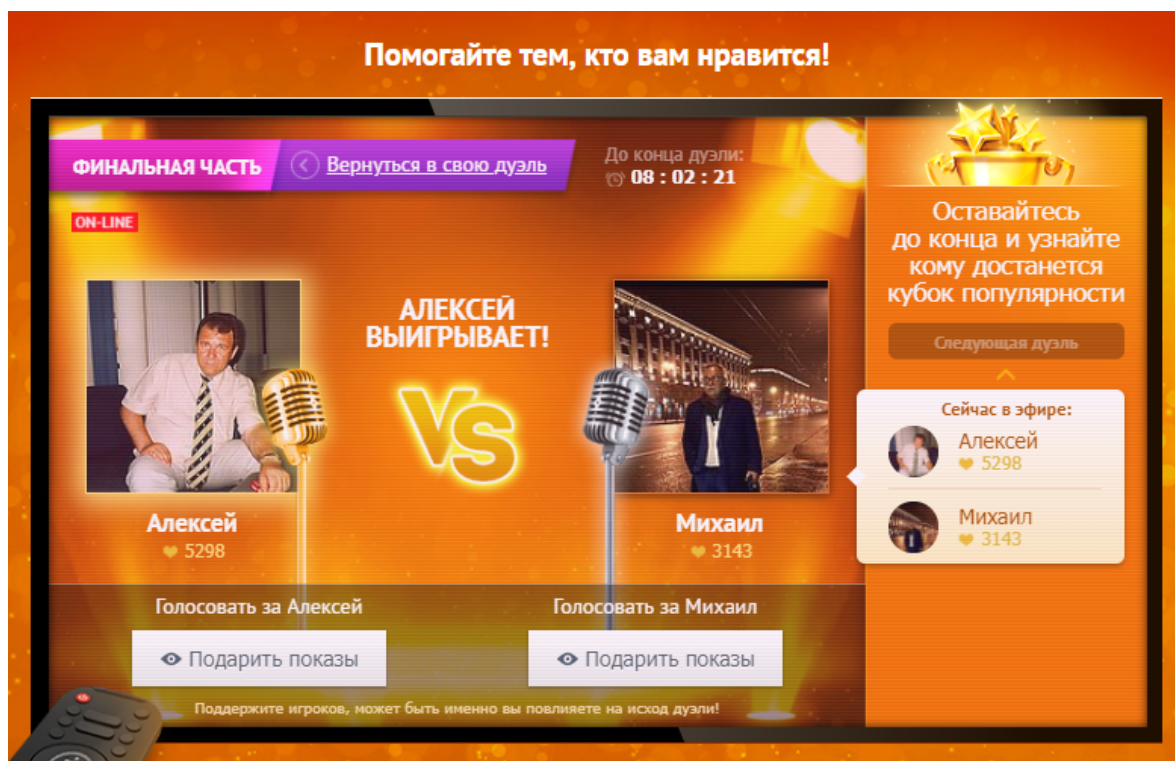 Помогайте тем, кто вам нравится!
ФИНАЛЬНАЯ ЧАСТЬ
Вернуться в свою дуэль
До конца дуэли:
08 : 02 : 21
ON-LINE
АЛЕКСЕЙ
ВЫИГРЫВАЕТ!
VS
Алексей
5298
Михаил
3143
Голосовать за Алексей
Голосовать за Михаил
Подарить показы
Подарить показы
Поддержите игроков, может быть именно вы повлияете на исход дуэли!
Оставайтесь
до конца и узнайте
кому достанется
кубок популярности
Следующая дуэль
Сейчас в эфире:
Алексей
5298
Михаил
3143